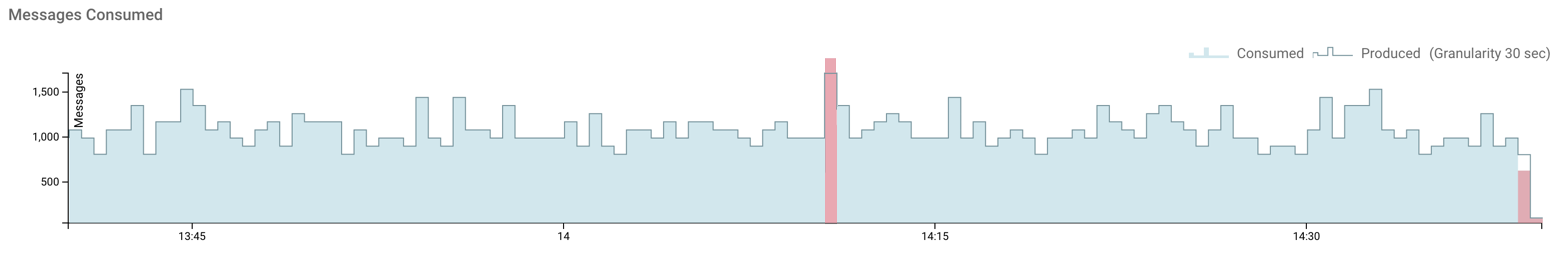 Messages Consumed
Consumed Produced (Granularity 30 sec)
Messages
1,500
1,000
500
13:45 14 14:15 14:30